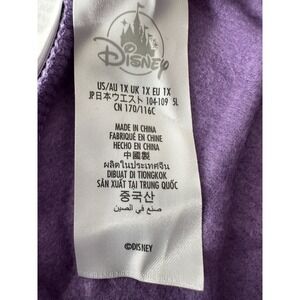 Disney
US/AU 1X UK 1X EU 1X
JP日本ウエスト 104-109 5L
CN 170/116C
MADE IN CHINA
FABRIQUÉ EN CHINE
HECHO EN CHINA
中國製
ผลิตในประเทศจีน
DIBUAT DI TIONGKOK
SẢN XUẤT TẠI TRUNG QUỐC
중국산
صنع في الصين
©DISNEY